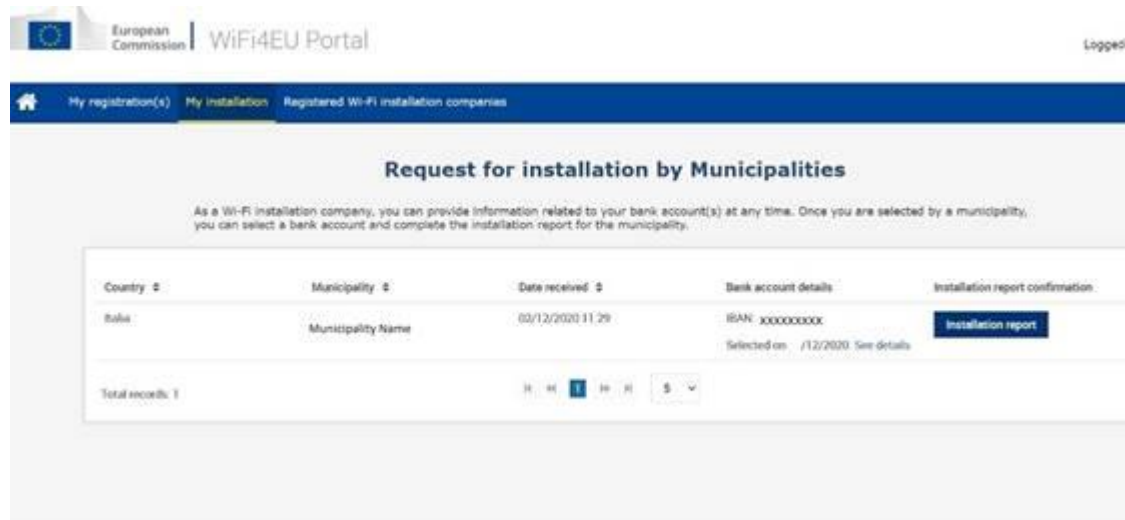 European
Commission
WiFi4EU Portal
Logged
My registration(s) My installation Registered Wi-Fi installation companies
Request for installation by Municipalities
As a Wi-Fi installation company, you can provide information related to your bank account(s) at any time. Once you are selected by a municipality,
you can select a bank account and complete the installation report for the municipality.
Country Municipality Date received Bank account details Installation report confirmation
Italia Municipality Name 02/12/2020 11:29 IBAN: xxxxxxxxxx Installation report
Selected on /12/2020. See details
Total records: 1
1 5